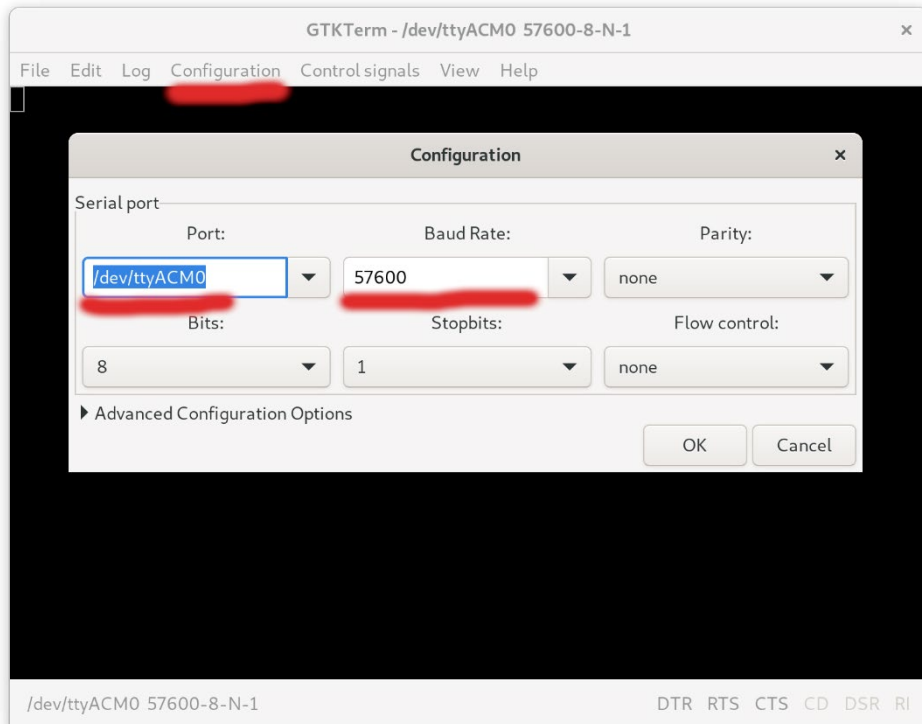 GTKTerm - /dev/ttyACM0 57600-8-N-1
File Edit Log Configuration Control signals View Help
Configuration
Serial port
Port: Baud Rate: Parity:
/dev/ttyACM0 57600 none
Bits: Stopbits: Flow control:
8 1 none
Advanced Configuration Options
OK Cancel
/dev/ttyACM0 57600-8-N-1 DTR RTS CTS CD DSR RI